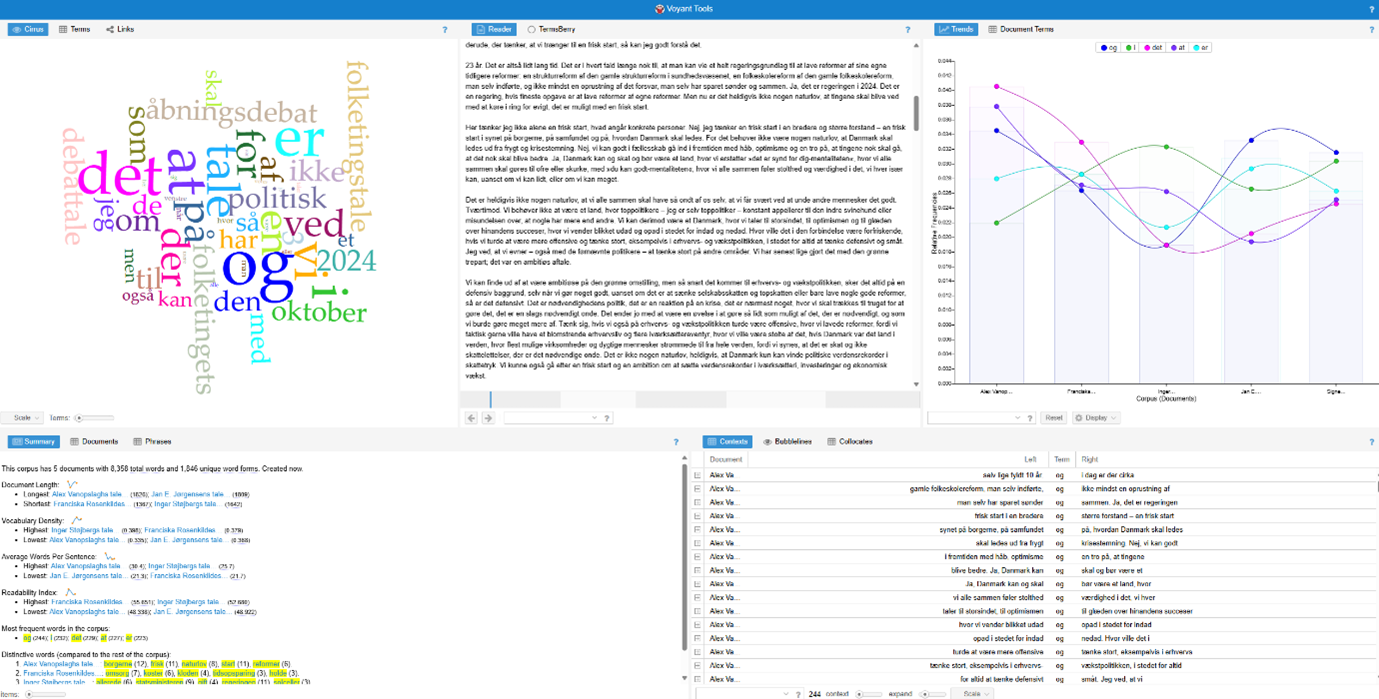 Voyant Tools
?
Cirrus
Terms
Links
?
skal
åbningsdebat
folketingstale
som
for
er
debattale
det
at
tale
af
ikke
jeg
de
om
på
politisk
så
ved
der
har
en
vi
et
2024
men
til
folketingets
og
man
i
også
kan
den
oktober
med
Scale
Terms:
Reader
TermsBerry
?
derude, der tænker, at vi trænger til en frisk start, så kan jeg godt forstå det.
23 år. Det er altså lidt lang tid. Det er i hvert fald længe nok til, at man kan vie et helt regeringsgrundlag til at lave reformer af sine egne
tidligere reformer: en strukturreform af den gamle strukturreform i sundhedsvæsenet, en folkeskolereform af den gamle folkeskolereform,
man selv indførte, og ikke mindst en oprustning af det forsvar, man selv har sparet sønder og sammen. Ja, det er regeringen i 2024. Det er
en regering, hvis fineste opgave er at lave reformer af egne reformer. Men nu er det heldigvis ikke nogen naturlov, at tingene skal blive ved
med at køre i ring for evigt, det er muligt med en frisk start.
Her tænker jeg ikke alene en frisk start, hvad angår konkrete personer. Nej, jeg tænker en frisk start i en bredere og større forstand – en frisk
start i synet på borgerne, på samfundet og på, hvordan Danmark skal ledes. For det behøver ikke være nogen naturlov, at Danmark skal
ledes ud fra frygt og krisestemning. Nej, vi kan godt i fællesskab gå ind i fremtiden med håb, optimisme og en tro på, at tingene nok skal gå,
at det nok skal blive bedre. Ja, Danmark kan og skal og bør være et land, hvor vi erstatter »det er synd for dig-mentaliteten«, hvor vi alle
sammen skal gøres til ofre eller skurke, med »du kan godt-mentaliteten«, hvor vi alle sammen føler stolthed og værdighed i det, vi hver især
kan, uanset om vi kan lidt, eller om vi kan meget.
Det er heldigvis ikke nogen naturlov, at vi alle sammen skal have så ondt af os selv, at vi får svært ved at unde andre mennesker det godt.
Tværtimod. Vi behøver ikke at være et land, hvor toppolitikere – jeg er selv toppolitiker – konstant appellerer til den indre svinehund eller
misundelsen over, at nogle har mere end andre. Vi kan derimod være et Danmark, hvor vi taler til storsindet, til optimismen og til glæden
over hinandens succeser, hvor vi vender blikket udad og opad i stedet for indad og nedad. Hvor ville det i den forbindelse være forfriskende,
hvis vi turde at være mere offensive og tænke stort, eksempelvis i erhvervs- og vækstpolitikken, i stedet for altid at tænke defensivt og småt.
Jeg ved, at vi evner – også med de førnævnte politikere – at tænke stort på andre områder. Vi har senest lige gjort det med den grønne
trepart; det var en ambitiøs aftale.
Vi kan finde ud af at være ambitiøse på den grønne omstilling, men så snart det kommer til erhvervs- og vækstpolitikken, sker det altid på en
defensiv baggrund, selv når vi gør noget godt, uanset om det er at sænke selskabsskatten og topskatten eller bare lave nogle gode reformer,
så er det defensivt. Det er nødvendighedens politik, det er en reaktion på en krise, det er nærmest noget, hvor vi skal trækkes til truget for at
gøre det, det er en slags nødvendigt onde. Det ender jo med at være en øvelse i at gøre så lidt som muligt af det, der er nødvendigt, og som
vi burde gøre meget mere af. Tænk sig, hvis vi også på erhvervs- og vækstpolitikken turde være offensive, hvor vi lavede reformer, fordi vi
faktisk gerne ville have et blomstrende erhvervsliv og flere iværksættereventyr, hvor vi ville være stolte af det, hvis Danmark var det land i
verden, hvor flest mulige virksomheder og dygtige mennesker strømmede til fra hele verden, fordi vi synes, at det er skat og ikke
skattelettelser, der er det nødvendige onde. Det er ikke nogen naturlov, heldigvis, at Danmark kun kan vinde politiske verdensrekorder i
skattetryk. Vi kunne også gå efter en frisk start og en ambition om at sætte verdensrekorder i iværksætteri, investeringer og økonomisk
vækst.
?
Trends
Document Terms
?
og i det at er
0.044
0.042
0.040
0.038
0.036
0.034
0.032
0.030
0.028
0.026
0.024
0.022
0.020
0.018
0.016
0.014
0.012
0.010
0.008
0.006
0.004
0.002
0.000
Relative Frequencies
Alex Vanop... Franciska... Inger... Jan E... Signe...
Corpus (Documents)
? Reset Display
Summary
Documents
Phrases
?
This corpus has 5 documents with 8,358 total words and 1,846 unique word forms. Created now.
Document Length:
Longest: Alex Vanopslaghs tale... (1820); Jan E. Jørgensens tale... (1809)
Shortest: Franciska Rosenkildes... (1367); Inger Støjbergs tale... (1642)
Vocabulary Density:
Highest: Inger Støjbergs tale... (0.398); Franciska Rosenkildes... (0.379)
Lowest: Alex Vanopslaghs tale... (0.335); Jan E. Jørgensens tale... (0.368)
Average Words Per Sentence:
Highest: Alex Vanopslaghs tale... (30.4); Inger Støjbergs tale... (25.7)
Lowest: Jan E. Jørgensens tale... (21.3); Franciska Rosenkildes... (21.7)
Readability Index:
Highest: Franciska Rosenkildes... (55.651); Inger Støjbergs tale... (52.686)
Lowest: Alex Vanopslaghs tale... (48.338); Jan E. Jørgensens tale... (48.922)
Most frequent words in the corpus:
og (244); i (232); det (229); at (227); er (223)
Distinctive words (compared to the rest of the corpus):
1. Alex Vanopslaghs tale...: borgerne (12), frisk (11), naturlov (8), start (11), reformer (6).
2. Franciska Rosenkildes...: omsorg (7), koster (6), kloden (4), tidsopsparing (3), holde (3).
3. Inger Støjbergs tale...: allerede (6), statsministeren (9), gift (4), regeringen (11), solceller (3)
items:
Contexts
Bubblelines
Collocates
?
Document Left Term Right
Alex Va... selv lige fyldt 10 år og i dag er der cirka
Alex Va... gamle folkeskolereform, man selv indførte, og ikke mindst en oprustning af
Alex Va... man selv har sparet sønder og sammen. Ja, det er regeringen
Alex Va... frisk start i en bredere og større forstand – en frisk start
Alex Va... synet på borgerne, på samfundet og på, hvordan Danmark skal ledes
Alex Va... skal ledes ud fra frygt og krisestemning. Nej, vi kan godt
Alex Va... i fremtiden med håb, optimisme og en tro på, at tingene
Alex Va... blive bedre. Ja, Danmark kan og skal og bør være et
Alex Va... Ja, Danmark kan og skal og bør være et land, hvor
Alex Va... vi alle sammen føler stolthed og værdighed i det, vi hver
Alex Va... taler til storsindet, til optimismen og til glæden over hinandens succeser
Alex Va... hvor vi vender blikket udad og opad i stedet for indad
Alex Va... opad i stedet for indad og nedad. Hvor ville det i
Alex Va... turde at være mere offensive og tænke stort, eksempelvis i erhvervs
Alex Va... tænke stort, eksempelvis i erhvervs- og vækstpolitikken, i stedet for altid
Alex Va... for altid at tænke defensivt og småt. Jeg ved, at vi
? 244 context expand Scale